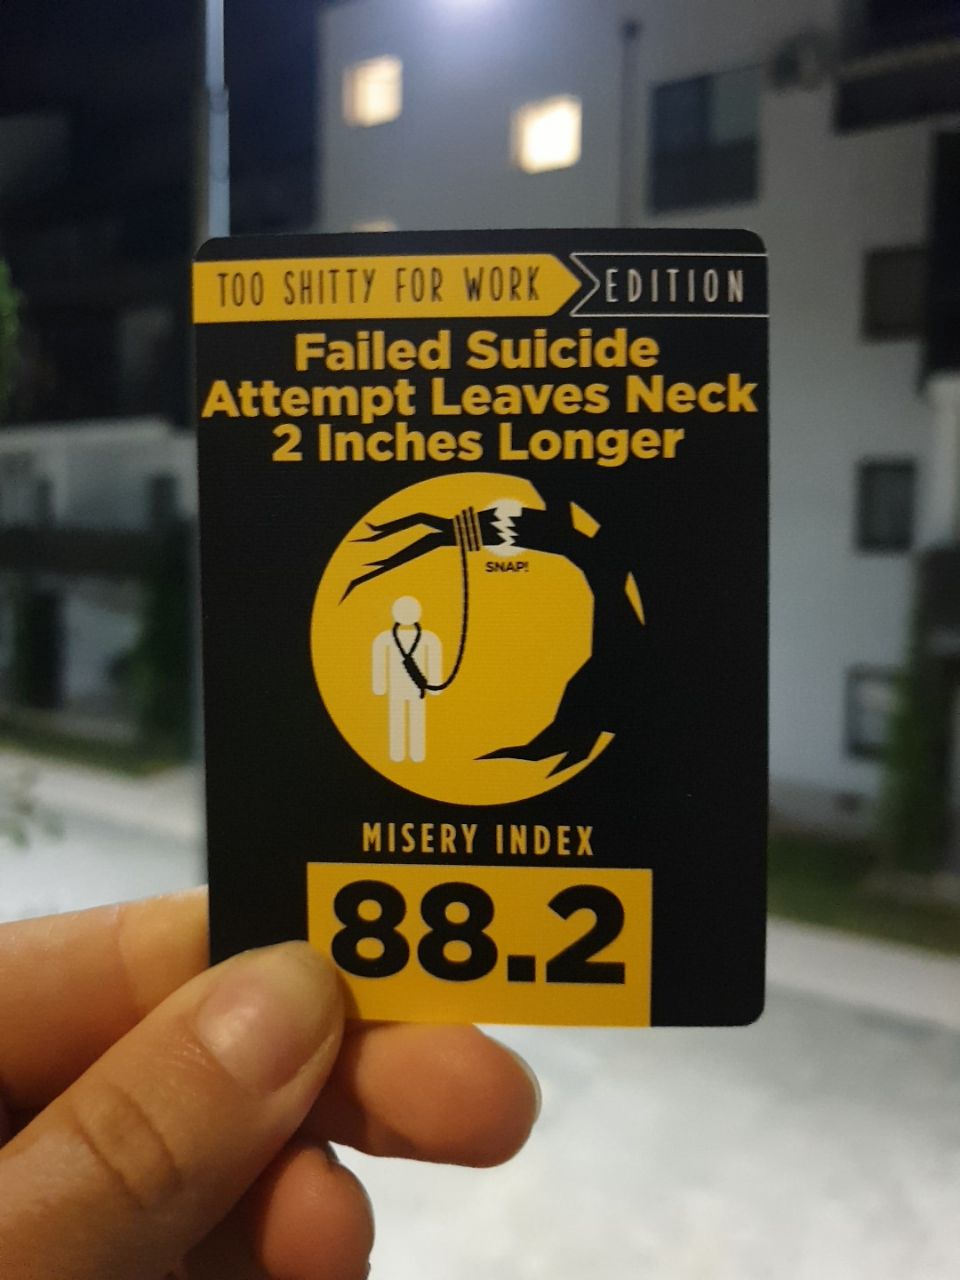 TOO SHITTY FOR WORK EDITION
Failed Suicide
Attempt Leaves Neck
2 Inches Longer
SNAP!
MISERY INDEX
88.2